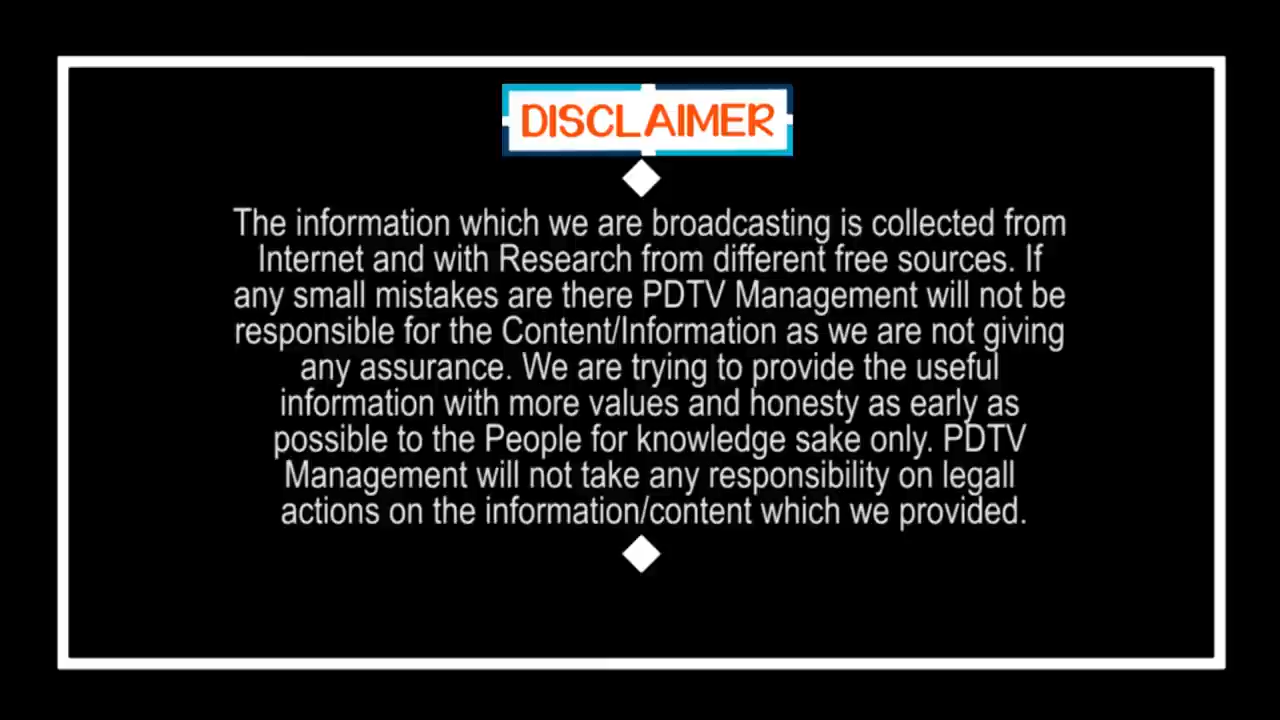 DISCLAIMER
The information which we are broadcasting is collected from
Internet and with Research from different free sources. If
any small mistakes are there PDTV Management will not be
responsible for the Content/Information as we are not giving
any assurance. We are trying to provide the useful
information with more values and honesty as early as
possible to the People for knowledge sake only. PDTV
Management will not take any responsibility on legall
actions on the information/content which we provided.